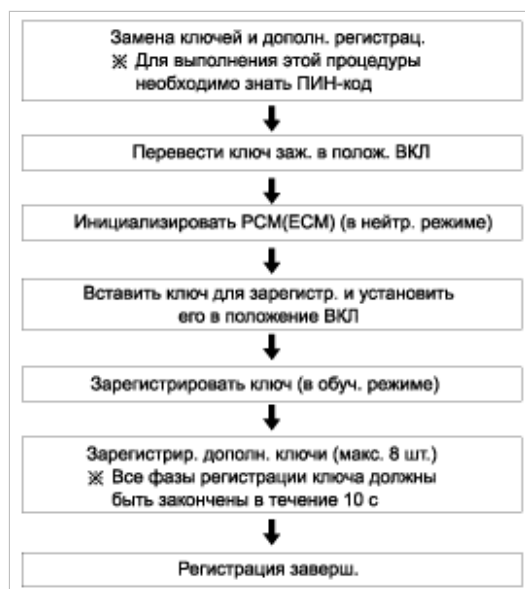 Замена ключей и дополн. регистрац.
※ Для выполнения этой процедуры
необходимо знать ПИН-код
Перевести ключ заж. в полож. ВКЛ
Инициализировать PCM(ECM) (в нейтр. режиме)
Вставить ключ для зарегистр. и установить
его в положение ВКЛ
Зарегистрировать ключ (в обуч. режиме)
Зарегистрир. дополн. ключи (макс. 8 шт.)
※ Все фазы регистрации ключа должны
быть закончены в течение 10 с
Регистрация заверш.